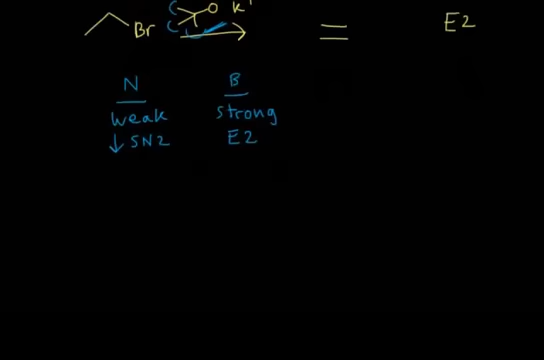 Br O K+ E2
N B
weak strong
↓ SN2 E2